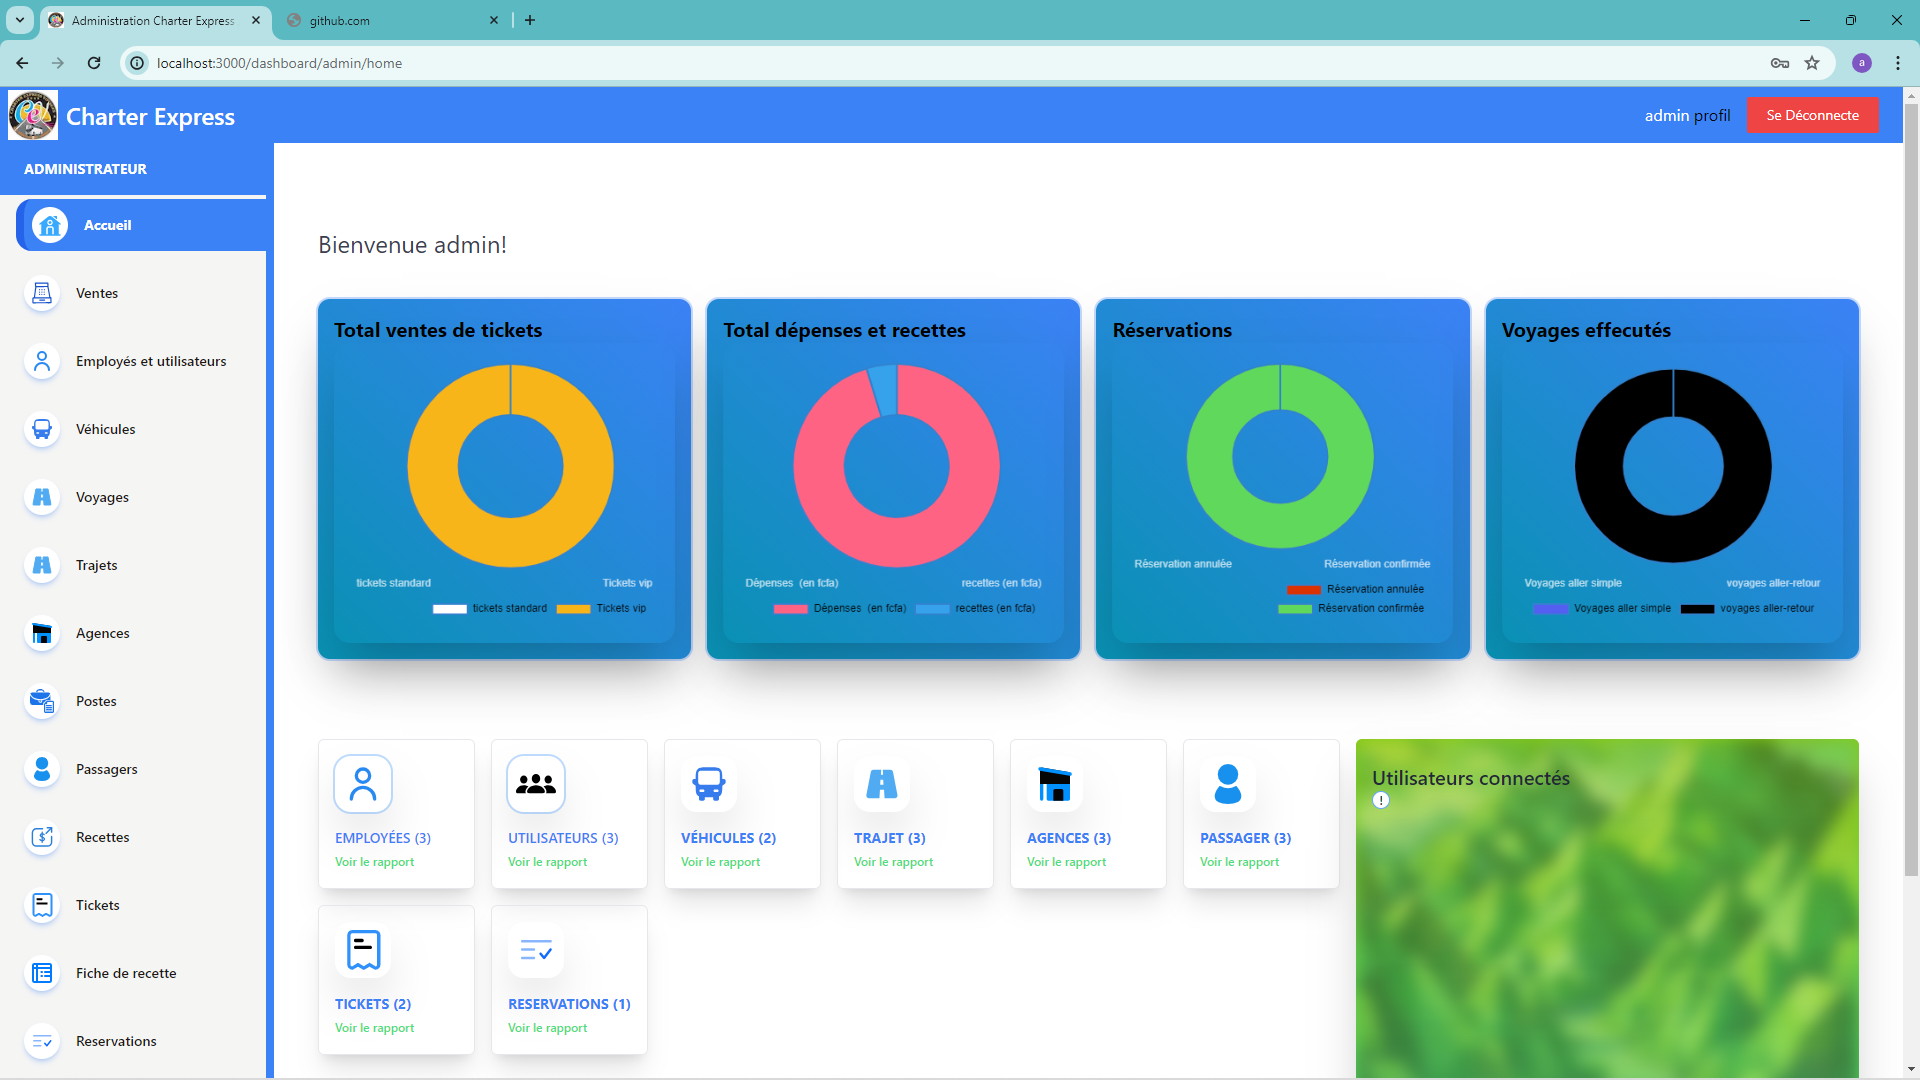 Administration Charter Express
github.com
localhost:3000/dashboard/admin/home
a
Charter Express
admin profil
Se Déconnecte
ADMINISTRATEUR
Accueil
Ventes
Employés et utilisateurs
Véhicules
Voyages
Trajets
Agences
Postes
Passagers
Recettes
Tickets
Fiche de recette
Reservations
Bienvenue admin!
Total ventes de tickets
tickets standard
Tickets vip
tickets standard
Tickets vip
Total dépenses et recettes
Dépenses (en fcfa)
recettes (en fcfa)
Dépenses (en fcfa)
recettes (en fcfa)
Réservations
Réservation annulée
Réservation confirmée
Réservation annulée
Réservation confirmée
Voyages effecutés
Voyages aller simple
voyages aller-retour
Voyages aller simple
voyages aller-retour
EMPLOYÉES (3)
Voir le rapport
UTILISATEURS (3)
Voir le rapport
VÉHICULES (2)
Voir le rapport
TRAJET (3)
Voir le rapport
AGENCES (3)
Voir le rapport
PASSAGER (3)
Voir le rapport
TICKETS (2)
Voir le rapport
RESERVATIONS (1)
Voir le rapport
Utilisateurs connectés
!